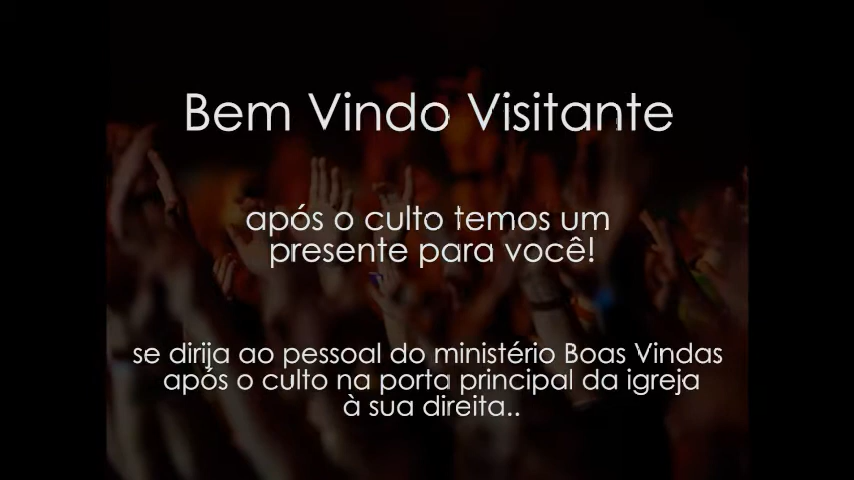 Bem Vindo Visitante
após o culto temos um
presente para você!
se dirija ao pessoal do ministério Boas Vindas
após o culto na porta principal da igreja
à sua direita..